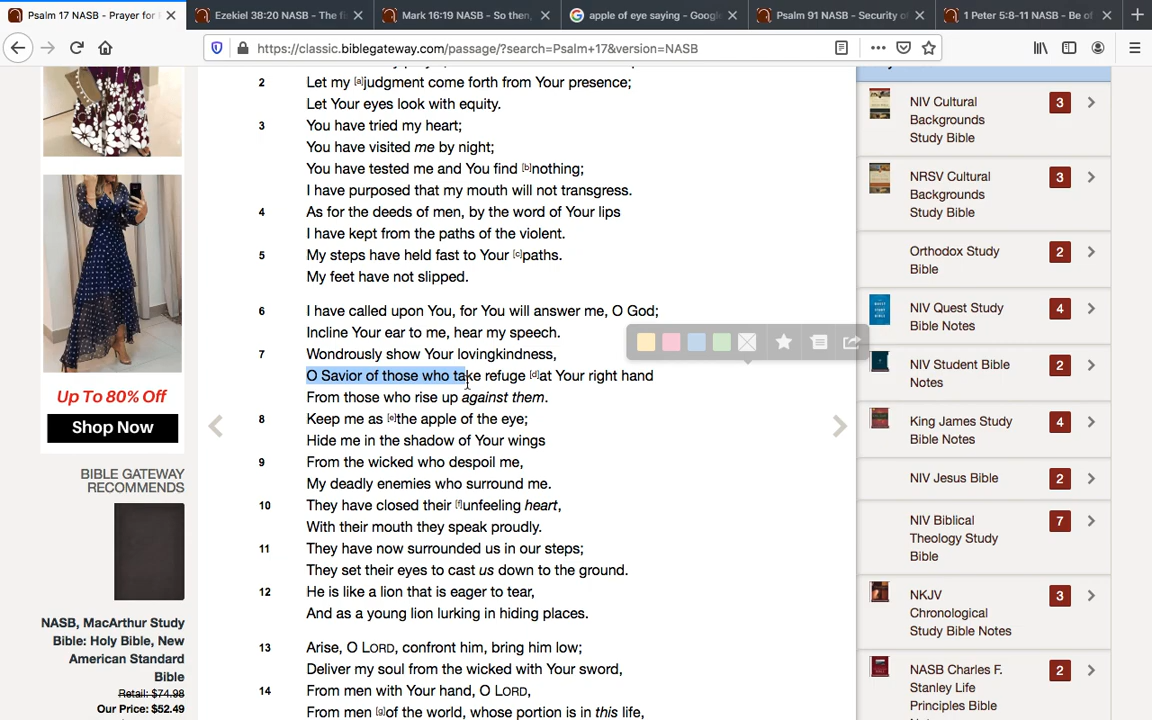 Psalm 17 NASB - Prayer for
Ezekiel 38:20 NASB - The fi
Mark 16:19 NASB - So then,
apple of eye saying - Googl
Psalm 91 NASB - Security o
1 Peter 5:8-11 NASB - Be of
https://classic.biblegateway.com/passage/?search=Psalm+17&version=NASB
2 Let my [a]judgment come forth from Your presence;
Let Your eyes look with equity.
3 You have tried my heart;
You have visited me by night;
You have tested me and You find [b]nothing;
I have purposed that my mouth will not transgress.
4 As for the deeds of men, by the word of Your lips
I have kept from the paths of the violent.
5 My steps have held fast to Your [c]paths.
My feet have not slipped.
6 I have called upon You, for You will answer me, O God;
Incline Your ear to me, hear my speech.
7 Wondrously show Your lovingkindness,
O Savior of those who take refuge [d]at Your right hand
From those who rise up against them.
8 Keep me as [e]the apple of the eye;
Hide me in the shadow of Your wings
9 From the wicked who despoil me,
My deadly enemies who surround me.
10 They have closed their [f]unfeeling heart,
With their mouth they speak proudly.
11 They have now surrounded us in our steps;
They set their eyes to cast us down to the ground.
12 He is like a lion that is eager to tear,
And as a young lion lurking in hiding places.
13 Arise, O LORD, confront him, bring him low;
Deliver my soul from the wicked with Your sword,
14 From men with Your hand, O LORD,
From men [g]of the world, whose portion is in this life,
Up To 80% Off
Shop Now
BIBLE GATEWAY
RECOMMENDS
NASB, MacArthur Study
Bible: Holy Bible, New
American Standard
Bible
Retail: $74.98
Our Price: $52.49
NIV Cultural
Backgrounds
Study Bible
3
NRSV Cultural
Backgrounds
Study Bible
3
Orthodox Study
Bible
2
NIV Quest Study
Bible Notes
4
NIV Student Bible
Notes
2
King James Study
Bible Notes
4
NIV Jesus Bible
2
NIV Biblical
Theology Study
Bible
7
NKJV
Chronological
Study Bible Notes
3
NASB Charles F.
Stanley Life
Principles Bible
2